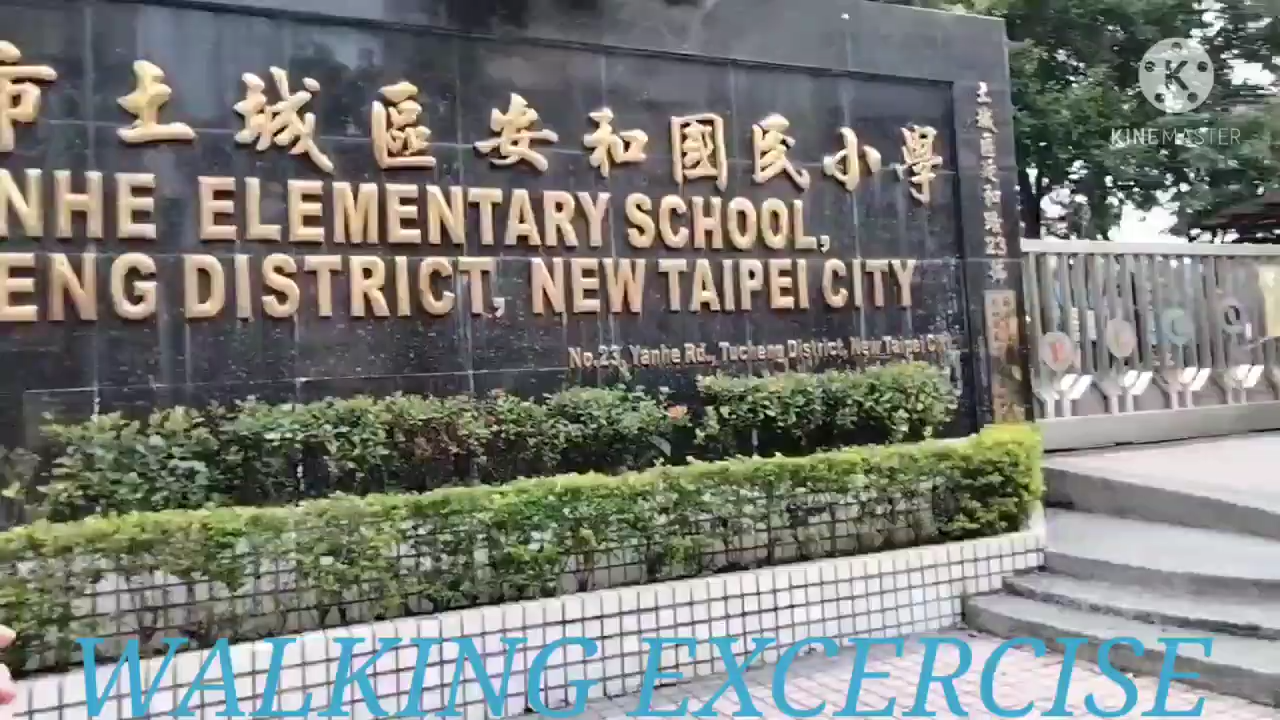 市土城區安和國民小學
NHE ELEMENTARY SCHOOL,
ENG DISTRICT, NEW TAIPEI CITY
No.23, Yanhe Rd., Tucheng District, New Taipei City
土城區延和路23號
K
KINEMASTER
WALKING EXCERCISE